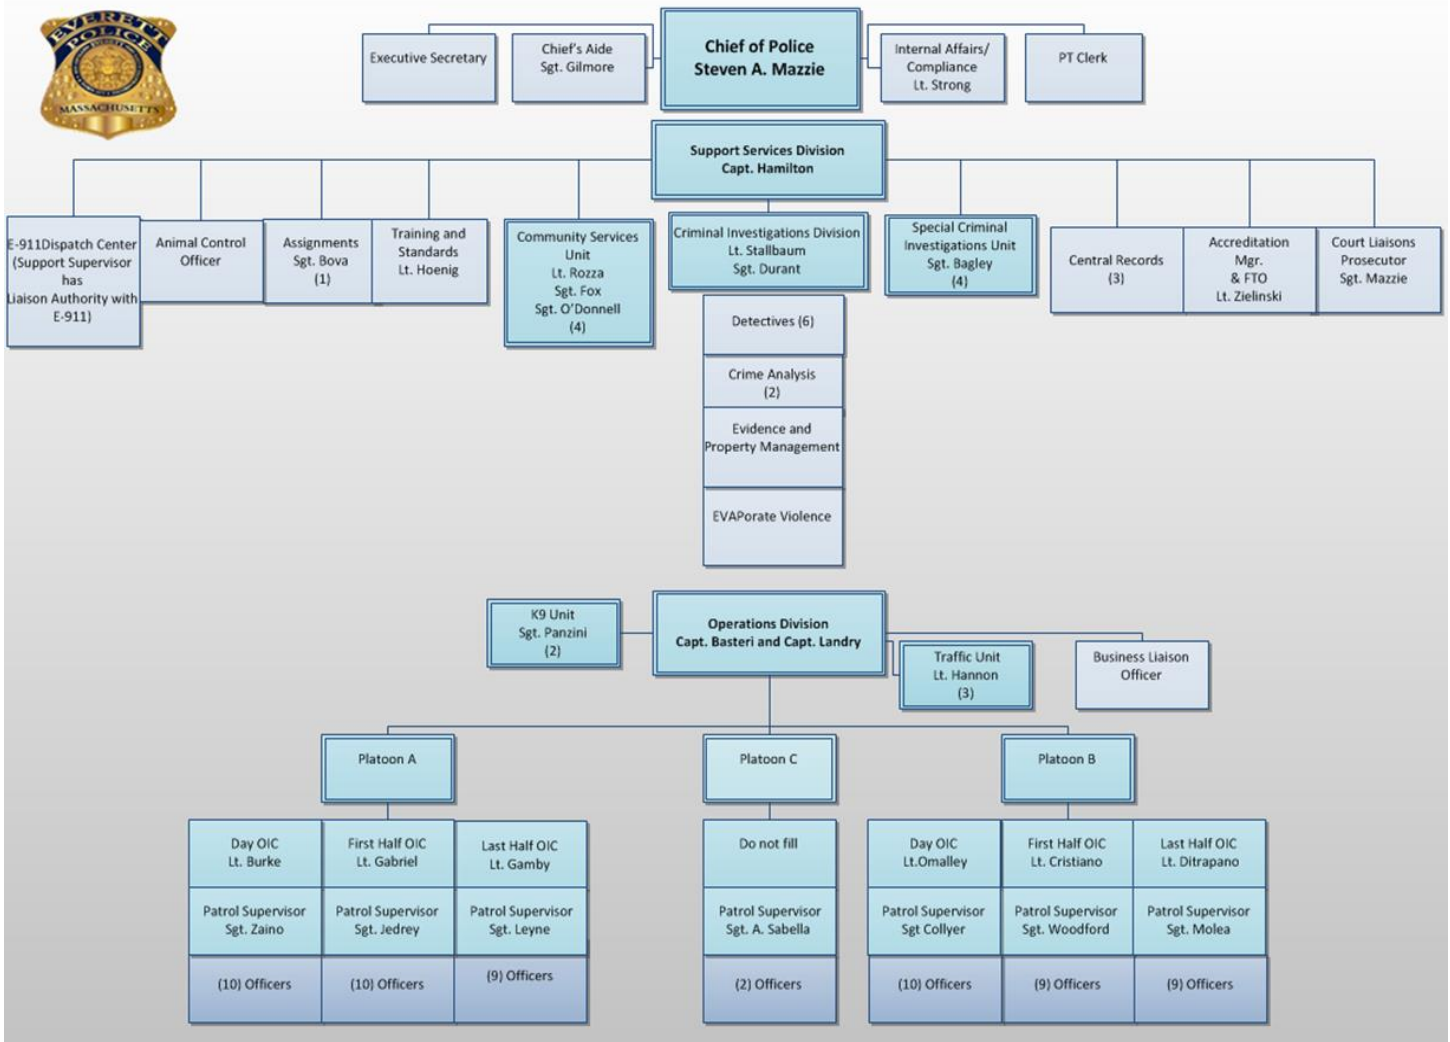 EVERETT
POLICE
EVERETT
MASSACHUSETTS
Executive Secretary
Chief's Aide
Sgt. Gilmore
Chief of Police
Steven A. Mazzie
Internal Affairs/
Compliance
Lt. Strong
PT Clerk
Support Services Division
Capt. Hamilton
E-911Dispatch Center
(Support Supervisor
has
Liaison Authority with
E-911)
Animal Control
Officer
Assignments
Sgt. Bova
(1)
Training and
Standards
Lt. Hoenig
Community Services
Unit
Lt. Rozza
Sgt. Fox
Sgt. O'Donnell
(4)
Criminal Investigations Division
Lt. Stallbaum
Sgt. Durant
Special Criminal
Investigations Unit
Sgt. Bagley
(4)
Central Records
(3)
Accreditation
Mgr.
& FTO
Lt. Zielinski
Court Liaisons
Prosecutor
Sgt. Mazzie
Detectives (6)
Crime Analysis
(2)
Evidence and
Property Management
EVAPorate Violence
K9 Unit
Sgt. Panzini
(2)
Operations Division
Capt. Basteri and Capt. Landry
Traffic Unit
Lt. Hannon
(3)
Business Liaison
Officer
Platoon A
Platoon C
Platoon B
Day OIC
Lt. Burke
First Half OIC
Lt. Gabriel
Last Half OIC
Lt. Gamby
Do not fill
Day OIC
Lt.Omalley
First Half OIC
Lt. Cristiano
Last Half OIC
Lt. Ditrapano
Patrol Supervisor
Sgt. Zaino
Patrol Supervisor
Sgt. Jedrey
Patrol Supervisor
Sgt. Leyne
Patrol Supervisor
Sgt. A. Sabella
Patrol Supervisor
Sgt Collyer
Patrol Supervisor
Sgt. Woodford
Patrol Supervisor
Sgt. Molea
(10) Officers
(10) Officers
(9) Officers
(2) Officers
(10) Officers
(9) Officers
(9) Officers